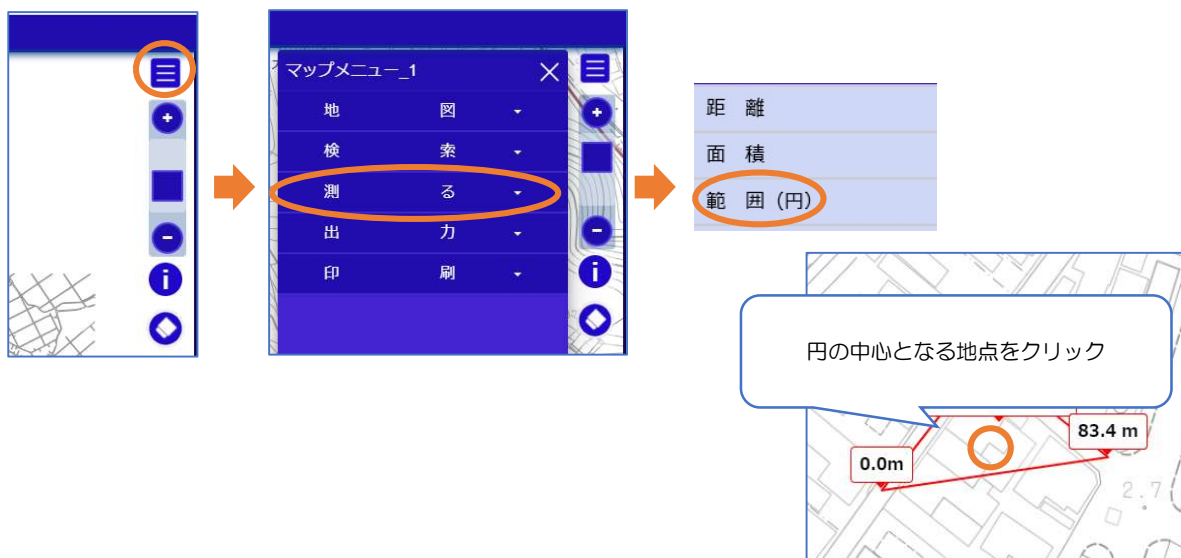 マップメニュー_1
地 図
検 索
測 る
出 力
印 刷
距 離
面 積
範 囲（円）
円の中心となる地点をクリック
83.4 m
0.0m
2.7